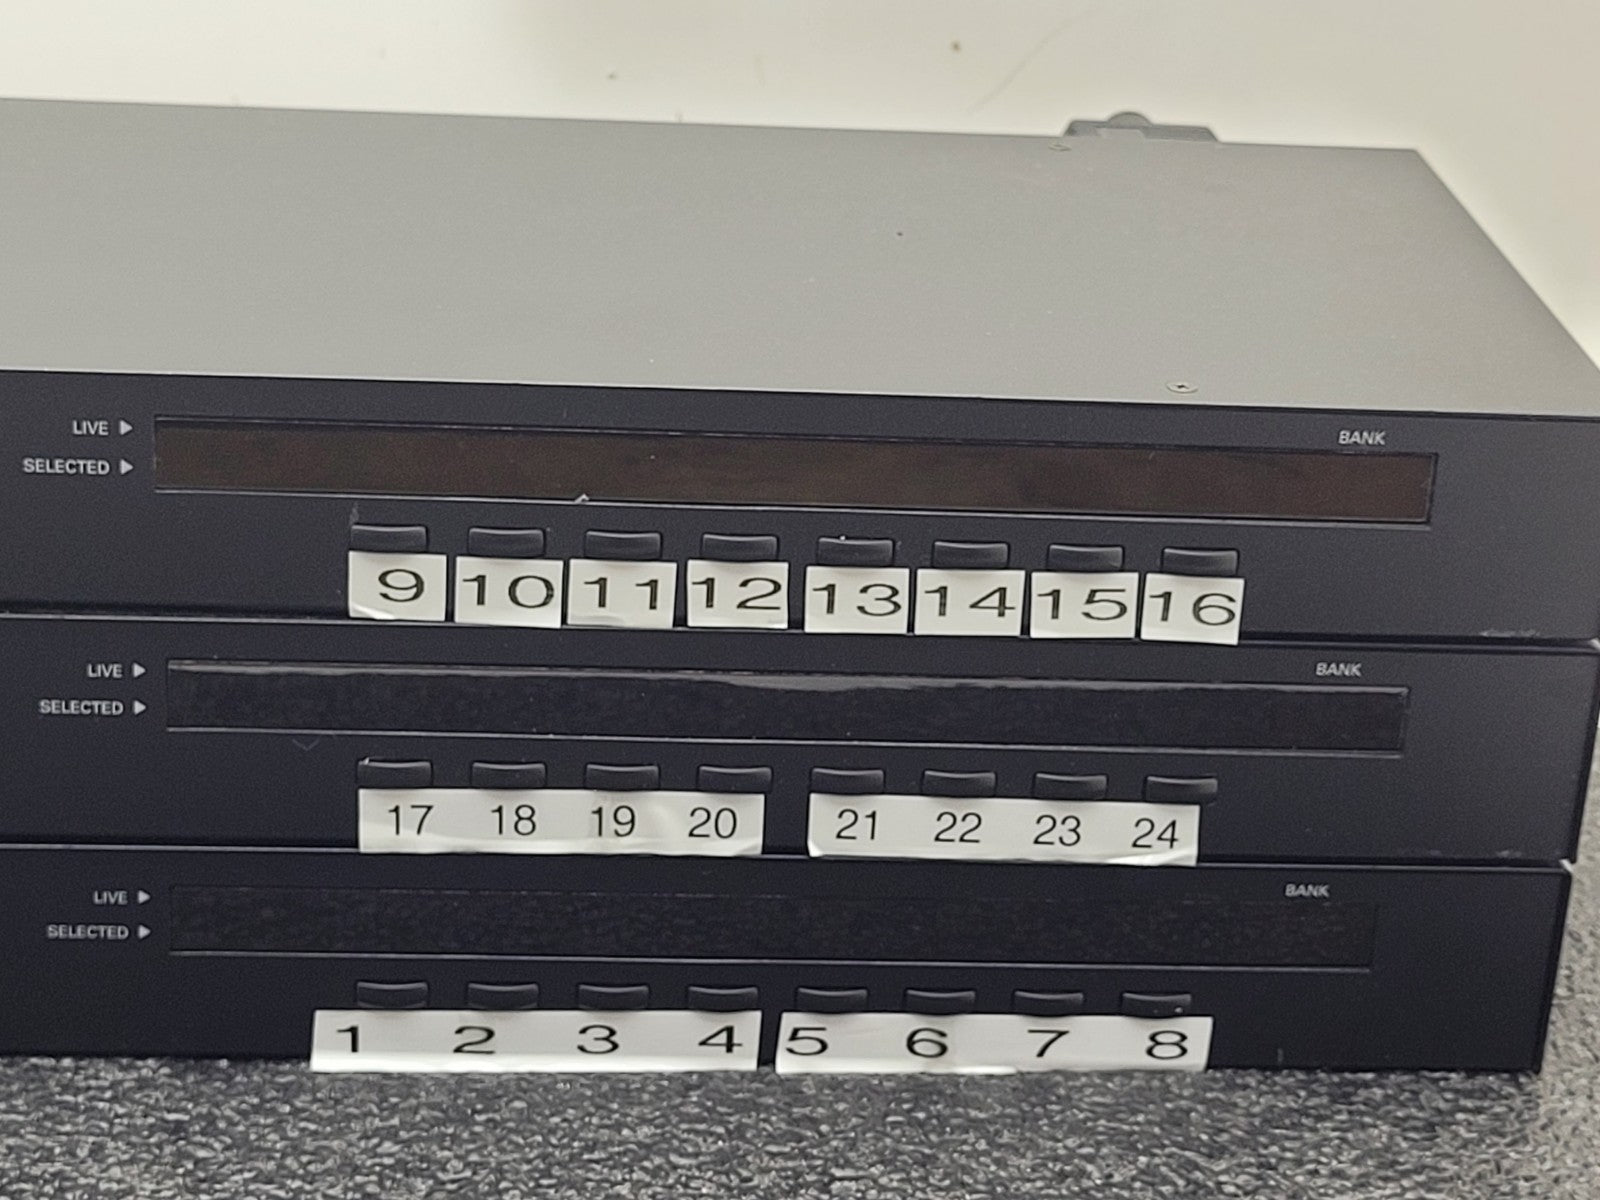 LIVE ▶
BANK
SELECTED ▶
9 10 11 12 13 14 15 16
LIVE ▶
BANK
SELECTED ▶
17 18 19 20 21 22 23 24
LIVE ▶
BANK
SELECTED ▶
1 2 3 4 5 6 7 8